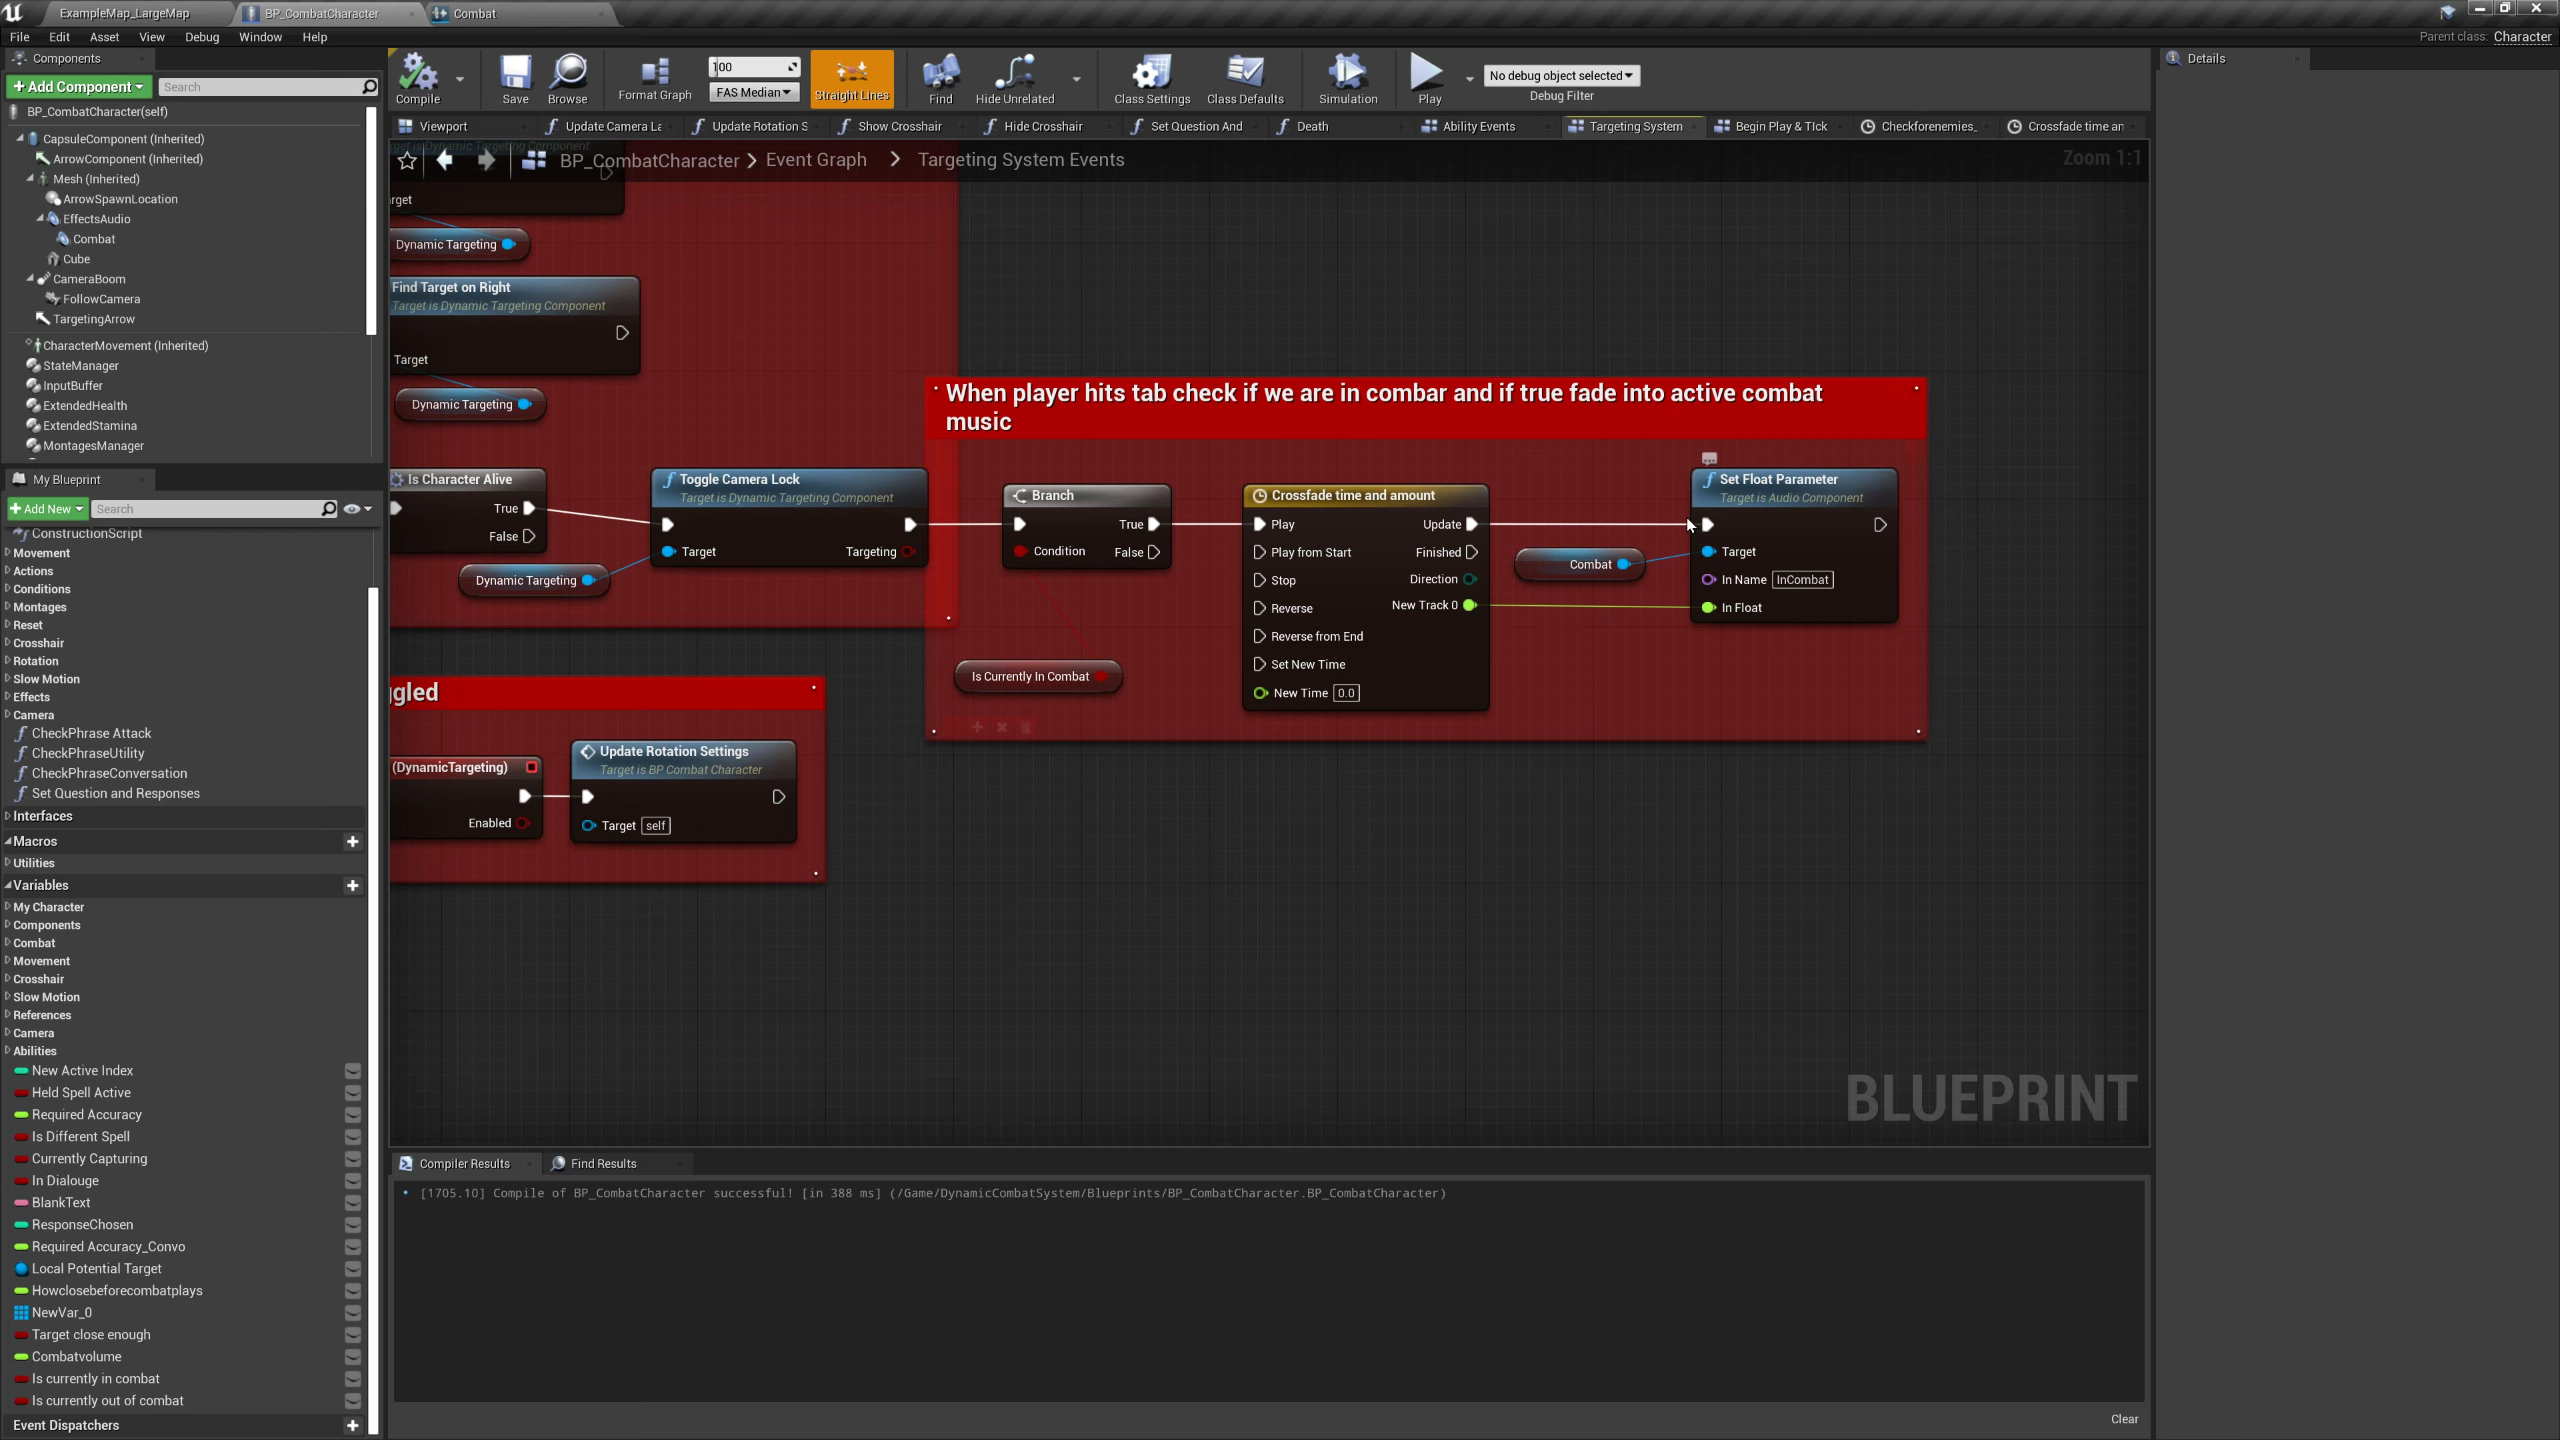 ExampleMap_LargeMap
BP_CombatCharacter
Combat
File Edit Asset View Debug Window Help
Parent class: Character
Components
+ Add Component
Search
BP_CombatCharacter(self)
CapsuleComponent (Inherited)
ArrowComponent (Inherited)
Mesh (Inherited)
ArrowSpawnLocation
EffectsAudio
Combat
Cube
CameraBoom
FollowCamera
TargetingArrow
CharacterMovement (Inherited)
StateManager
InputBuffer
ExtendedHealth
ExtendedStamina
MontagesManager
My Blueprint
+ Add New
Search
ConstructionScript
Movement
Actions
Conditions
Montages
Reset
Crosshair
Rotation
Slow Motion
Effects
Camera
CheckPhrase Attack
CheckPhraseUtility
CheckPhraseConversation
Set Question and Responses
Interfaces
Macros
Utilities
Variables
My Character
Components
Combat
Movement
Crosshair
Slow Motion
References
Camera
Abilities
New Active Index
Held Spell Active
Required Accuracy
Is Different Spell
Currently Capturing
In Dialouge
BlankText
ResponseChosen
Required Accuracy_Convo
Local Potential Target
Howclosebeforecombatplays
NewVar_0
Target close enough
Combatvolume
Is currently in combat
Is currently out of combat
Event Dispatchers
Compile
Save
Browse
Format Graph
100
FAS Median
Straight Lines
Find
Hide Unrelated
Class Settings
Class Defaults
Simulation
Play
No debug object selected
Debug Filter
Viewport
Update Camera La
Update Rotation S
Show Crosshair
Hide Crosshair
Set Question And
Death
Ability Events
Targeting System
Begin Play & TIck
Checkforenemies_
Crossfade time an
BP_CombatCharacter > Event Graph > Targeting System Events
Zoom 1:1
rget
Dynamic Targeting
Find Target on Right
Target is Dynamic Targeting Component
Target
Dynamic Targeting
When player hits tab check if we are in combar and if true fade into active combat
music
Is Character Alive
True
False
Dynamic Targeting
Toggle Camera Lock
Target is Dynamic Targeting Component
Target
Targeting
Branch
True
Condition
False
Is Currently In Combat
Crossfade time and amount
Play
Update
Play from Start
Finished
Stop
Direction
Reverse
New Track 0
Reverse from End
Set New Time
New Time 0.0
Combat
Set Float Parameter
Target is Audio Component
Target
In Name InCombat
In Float
ggled
(DynamicTargeting)
Enabled
Update Rotation Settings
Target is BP Combat Character
Target self
BLUEPRINT
Compiler Results
Find Results
[1705.10] Compile of BP_CombatCharacter successful! [in 388 ms] (/Game/DynamicCombatSystem/Blueprints/BP_CombatCharacter.BP_CombatCharacter)
Clear
Details